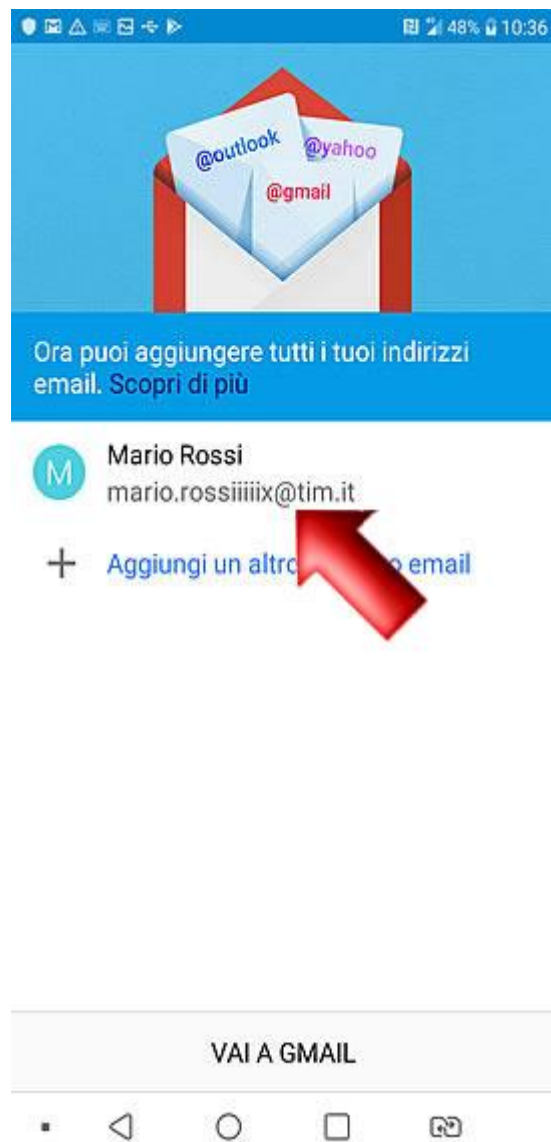 48% 10:36
@outlook @yahoo
@gmail
Ora puoi aggiungere tutti i tuoi indirizzi
email. Scopri di più
M
Mario Rossi
mario.rossiiiiix@tim.it
Aggiungi un altro email
VAI A GMAIL